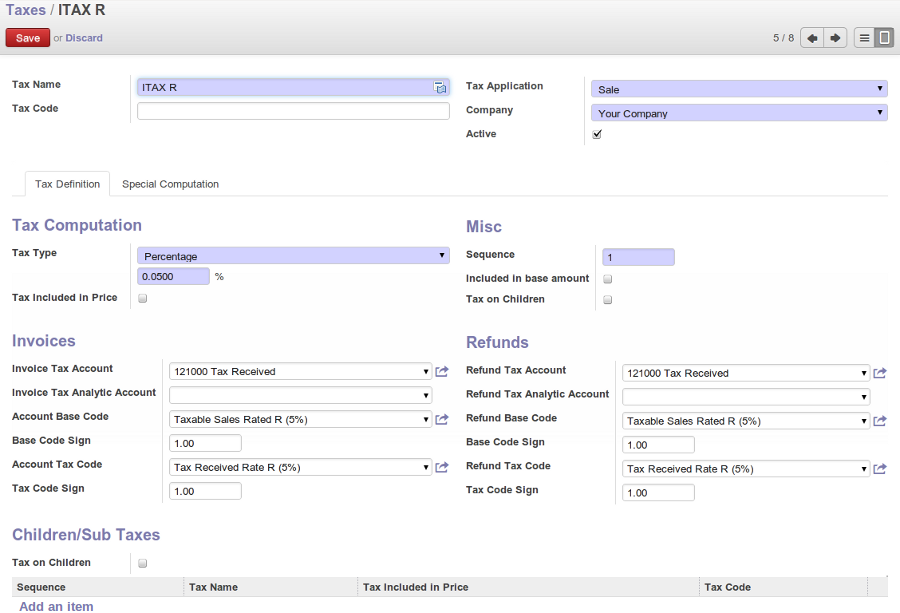 Taxes / ITAX R
Save or Discard
5 / 8
Tax Name
ITAX R
Tax Code
Tax Application
Sale
Company
Your Company
Active
Tax Definition
Special Computation
Tax Computation
Tax Type
Percentage
0.0500 %
Tax Included in Price
Misc
Sequence
1
Included in base amount
Tax on Children
Invoices
Invoice Tax Account
121000 Tax Received
Invoice Tax Analytic Account
Account Base Code
Taxable Sales Rated R (5%)
Base Code Sign
1.00
Account Tax Code
Tax Received Rate R (5%)
Tax Code Sign
1.00
Refunds
Refund Tax Account
121000 Tax Received
Refund Tax Analytic Account
Refund Base Code
Taxable Sales Rated R (5%)
Base Code Sign
1.00
Refund Tax Code
Tax Received Rate R (5%)
Tax Code Sign
1.00
Children/Sub Taxes
Tax on Children
Sequence
Tax Name
Tax Included in Price
Tax Code
Add an item